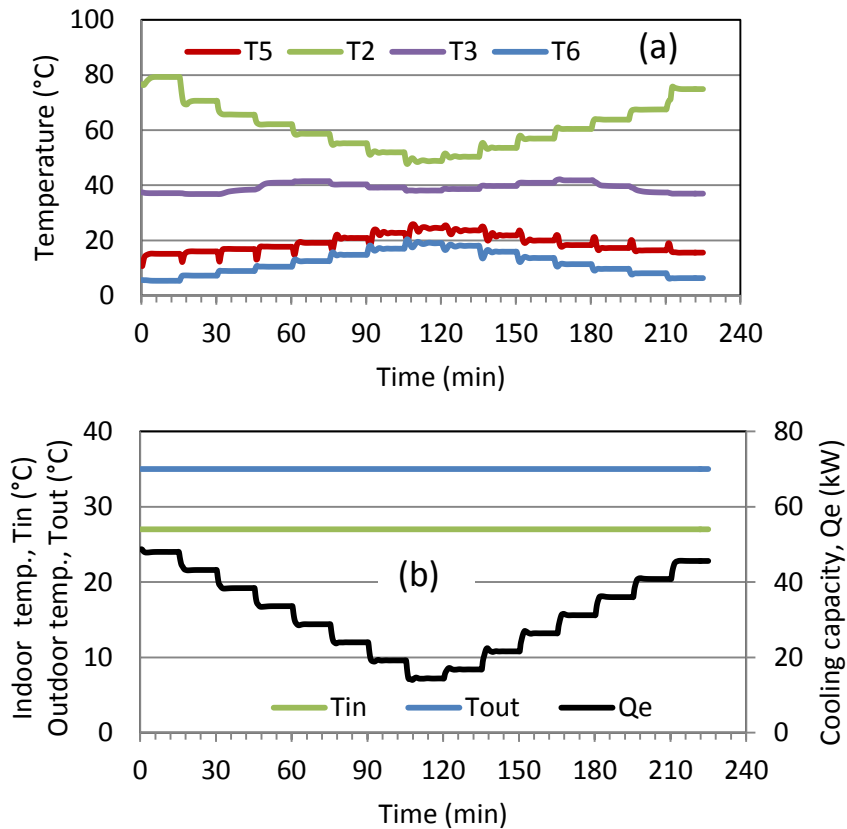 100
80
60
40
20
0
Temperature (°C)
T5 T2 T3 T6
(a)
0 30 60 90 120 150 180 210 240
Time (min)
40
30
20
10
0
Indoor temp., Tin (°C)
Outdoor temp., Tout (°C)
80
60
40
20
0
Cooling capacity, Qe (kW)
(b)
Tin Tout Qe
0 30 60 90 120 150 180 210 240
Time (min)